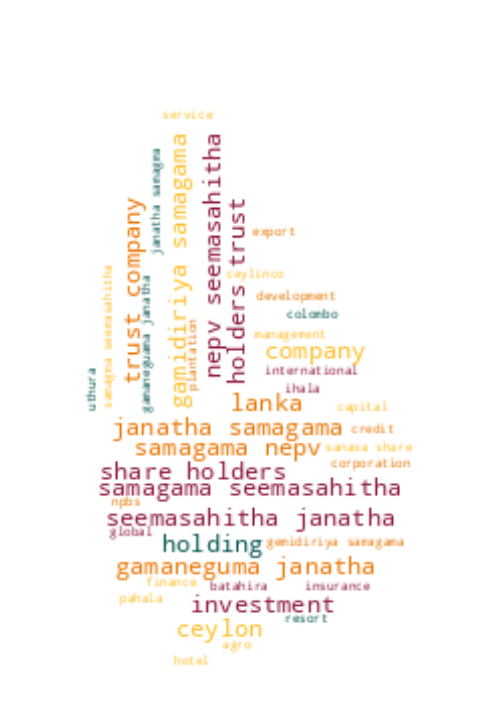 service
janatha samagma
gamidiriya samagama
nepv seemasahitha
trust company
holders trust
export
samagma seemasahitha
gamaneguma janatha
ceylinco
development
colombo
plantation
management
company
uthura
international
ihala
lanka
capital
janatha samagama
credit
samagama nepv
sanasa share
corporation
share holders
samagama seemasahitha
npbs
seemasahitha janatha
global
holding
gemidiriya samagama
gamaneguma janatha
finance
batahira
insurance
pahala
investment
resort
ceylon
agro
hotel